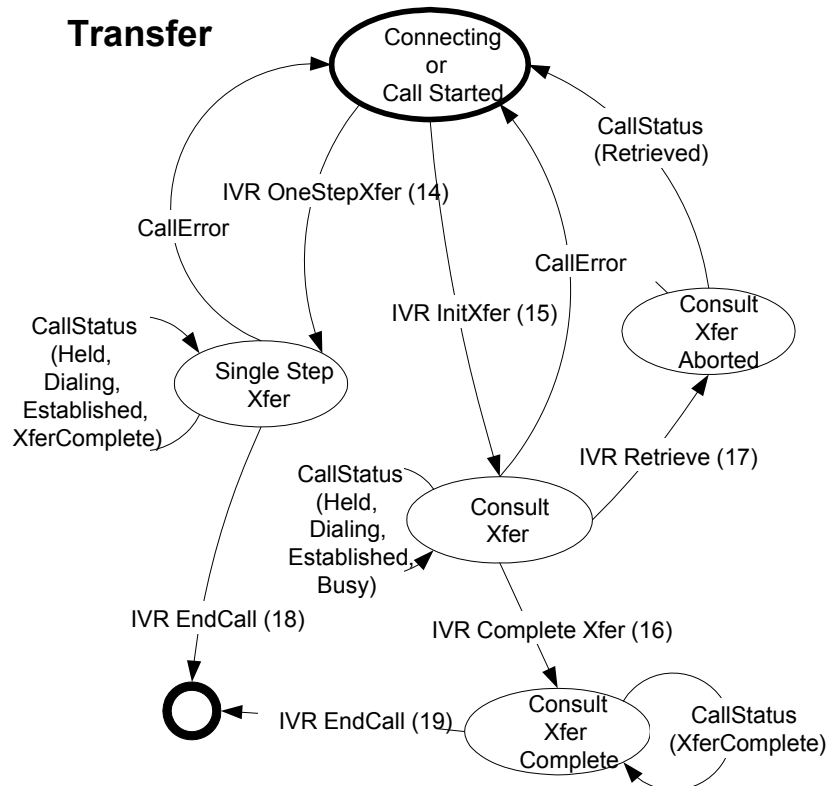 Transfer
Connecting
or
Call Started
CallStatus
(Retrieved)
IVR OneStepXfer (14)
CallError
CallError
IVR InitXfer (15)
Consult
Xfer
Aborted
CallStatus
(Held,
Dialing,
Established,
XferComplete)
Single Step
Xfer
IVR Retrieve (17)
CallStatus
(Held,
Dialing,
Established,
Busy)
Consult
Xfer
IVR EndCall (18)
IVR Complete Xfer (16)
IVR EndCall (19)
Consult
Xfer
Complete
CallStatus
(XferComplete)